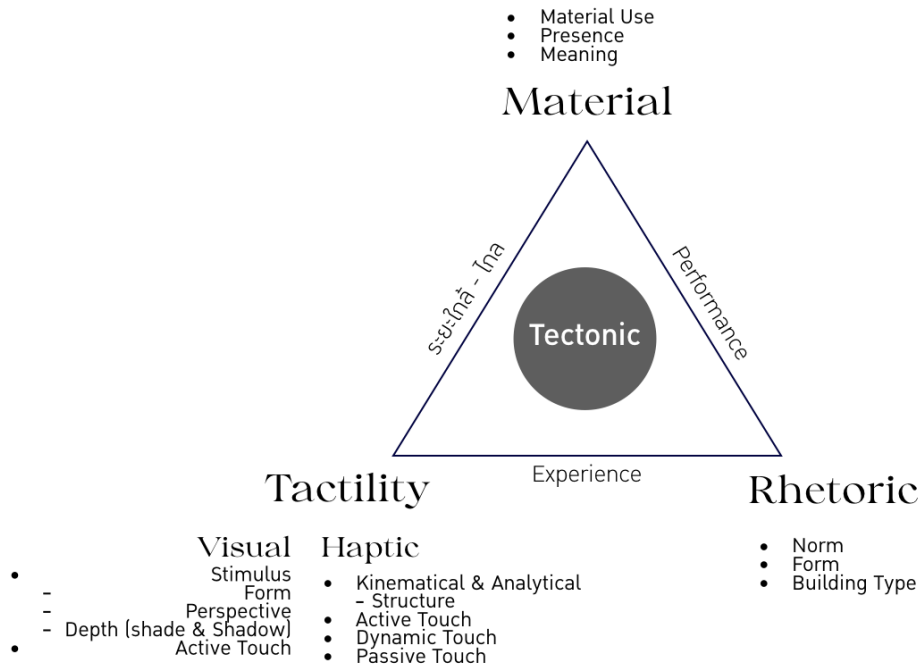 • Material Use
• Presence
• Meaning
Material
ระยะใกล้ - ไกล
Performance
Tectonic
Experience
Tactility
Rhetoric
Visual
• Stimulus
- Form
- Perspective
- Depth (shade & Shadow)
• Active Touch
Haptic
• Kinematical & Analytical
- Structure
• Active Touch
• Dynamic Touch
• Passive Touch
• Norm
• Form
• Building Type